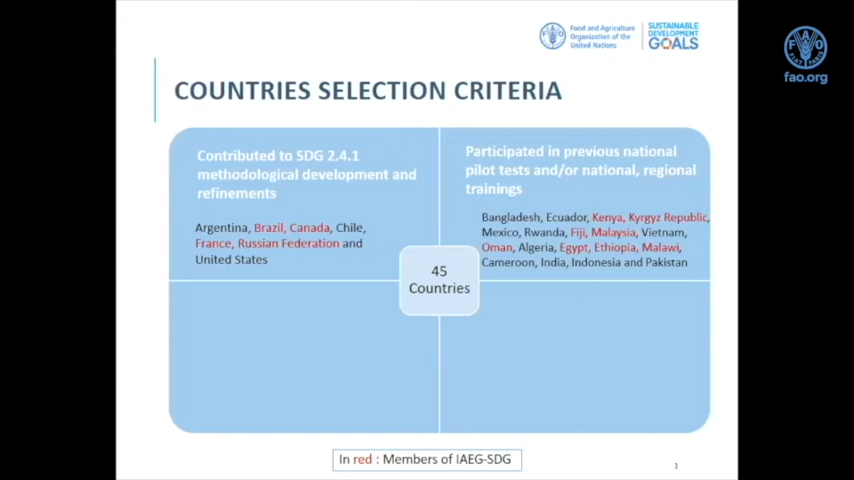 Food and Agriculture
Organization of the
United Nations
SUSTAINABLE
DEVELOPMENT
GOALS
fao.org
COUNTRIES SELECTION CRITERIA
Contributed to SDG 2.4.1
methodological development and
refinements
Argentina, Brazil, Canada, Chile,
France, Russian Federation and
United States
Participated in previous national
pilot tests and/or national, regional
trainings
Bangladesh, Ecuador, Kenya, Kyrgyz Republic,
Mexico, Rwanda, Fiji, Malaysia, Vietnam,
Oman, Algeria, Egypt, Ethiopia, Malawi,
Cameroon, India, Indonesia and Pakistan
45
Countries
In red : Members of IAEG-SDG
3